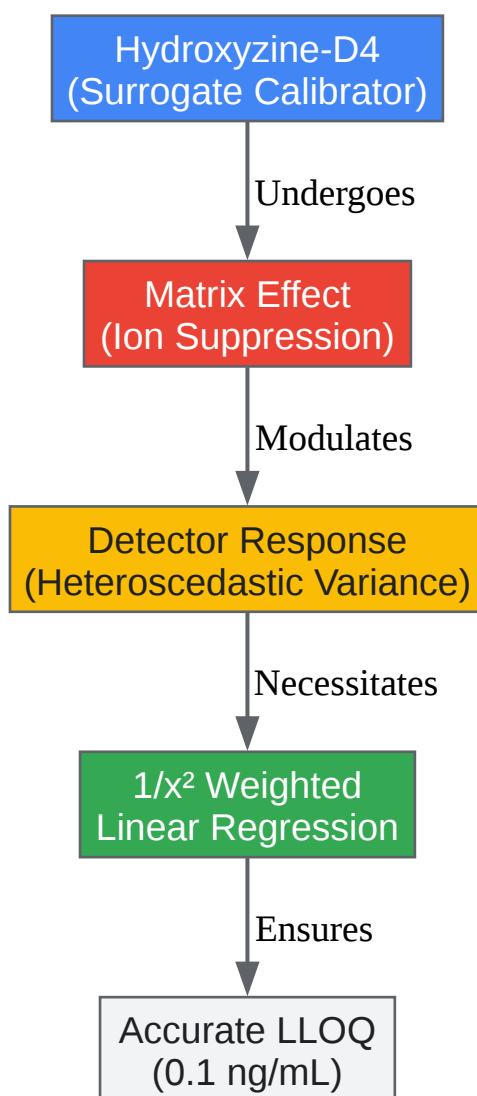 Hydroxyzine-D4
(Surrogate Calibrator)
Undergoes
Matrix Effect
(Ion Suppression)
Modulates
Detector Response
(Heteroscedastic Variance)
Necessitates
1/x² Weighted
Linear Regression
Ensures
Accurate LLOQ
(0.1 ng/mL)